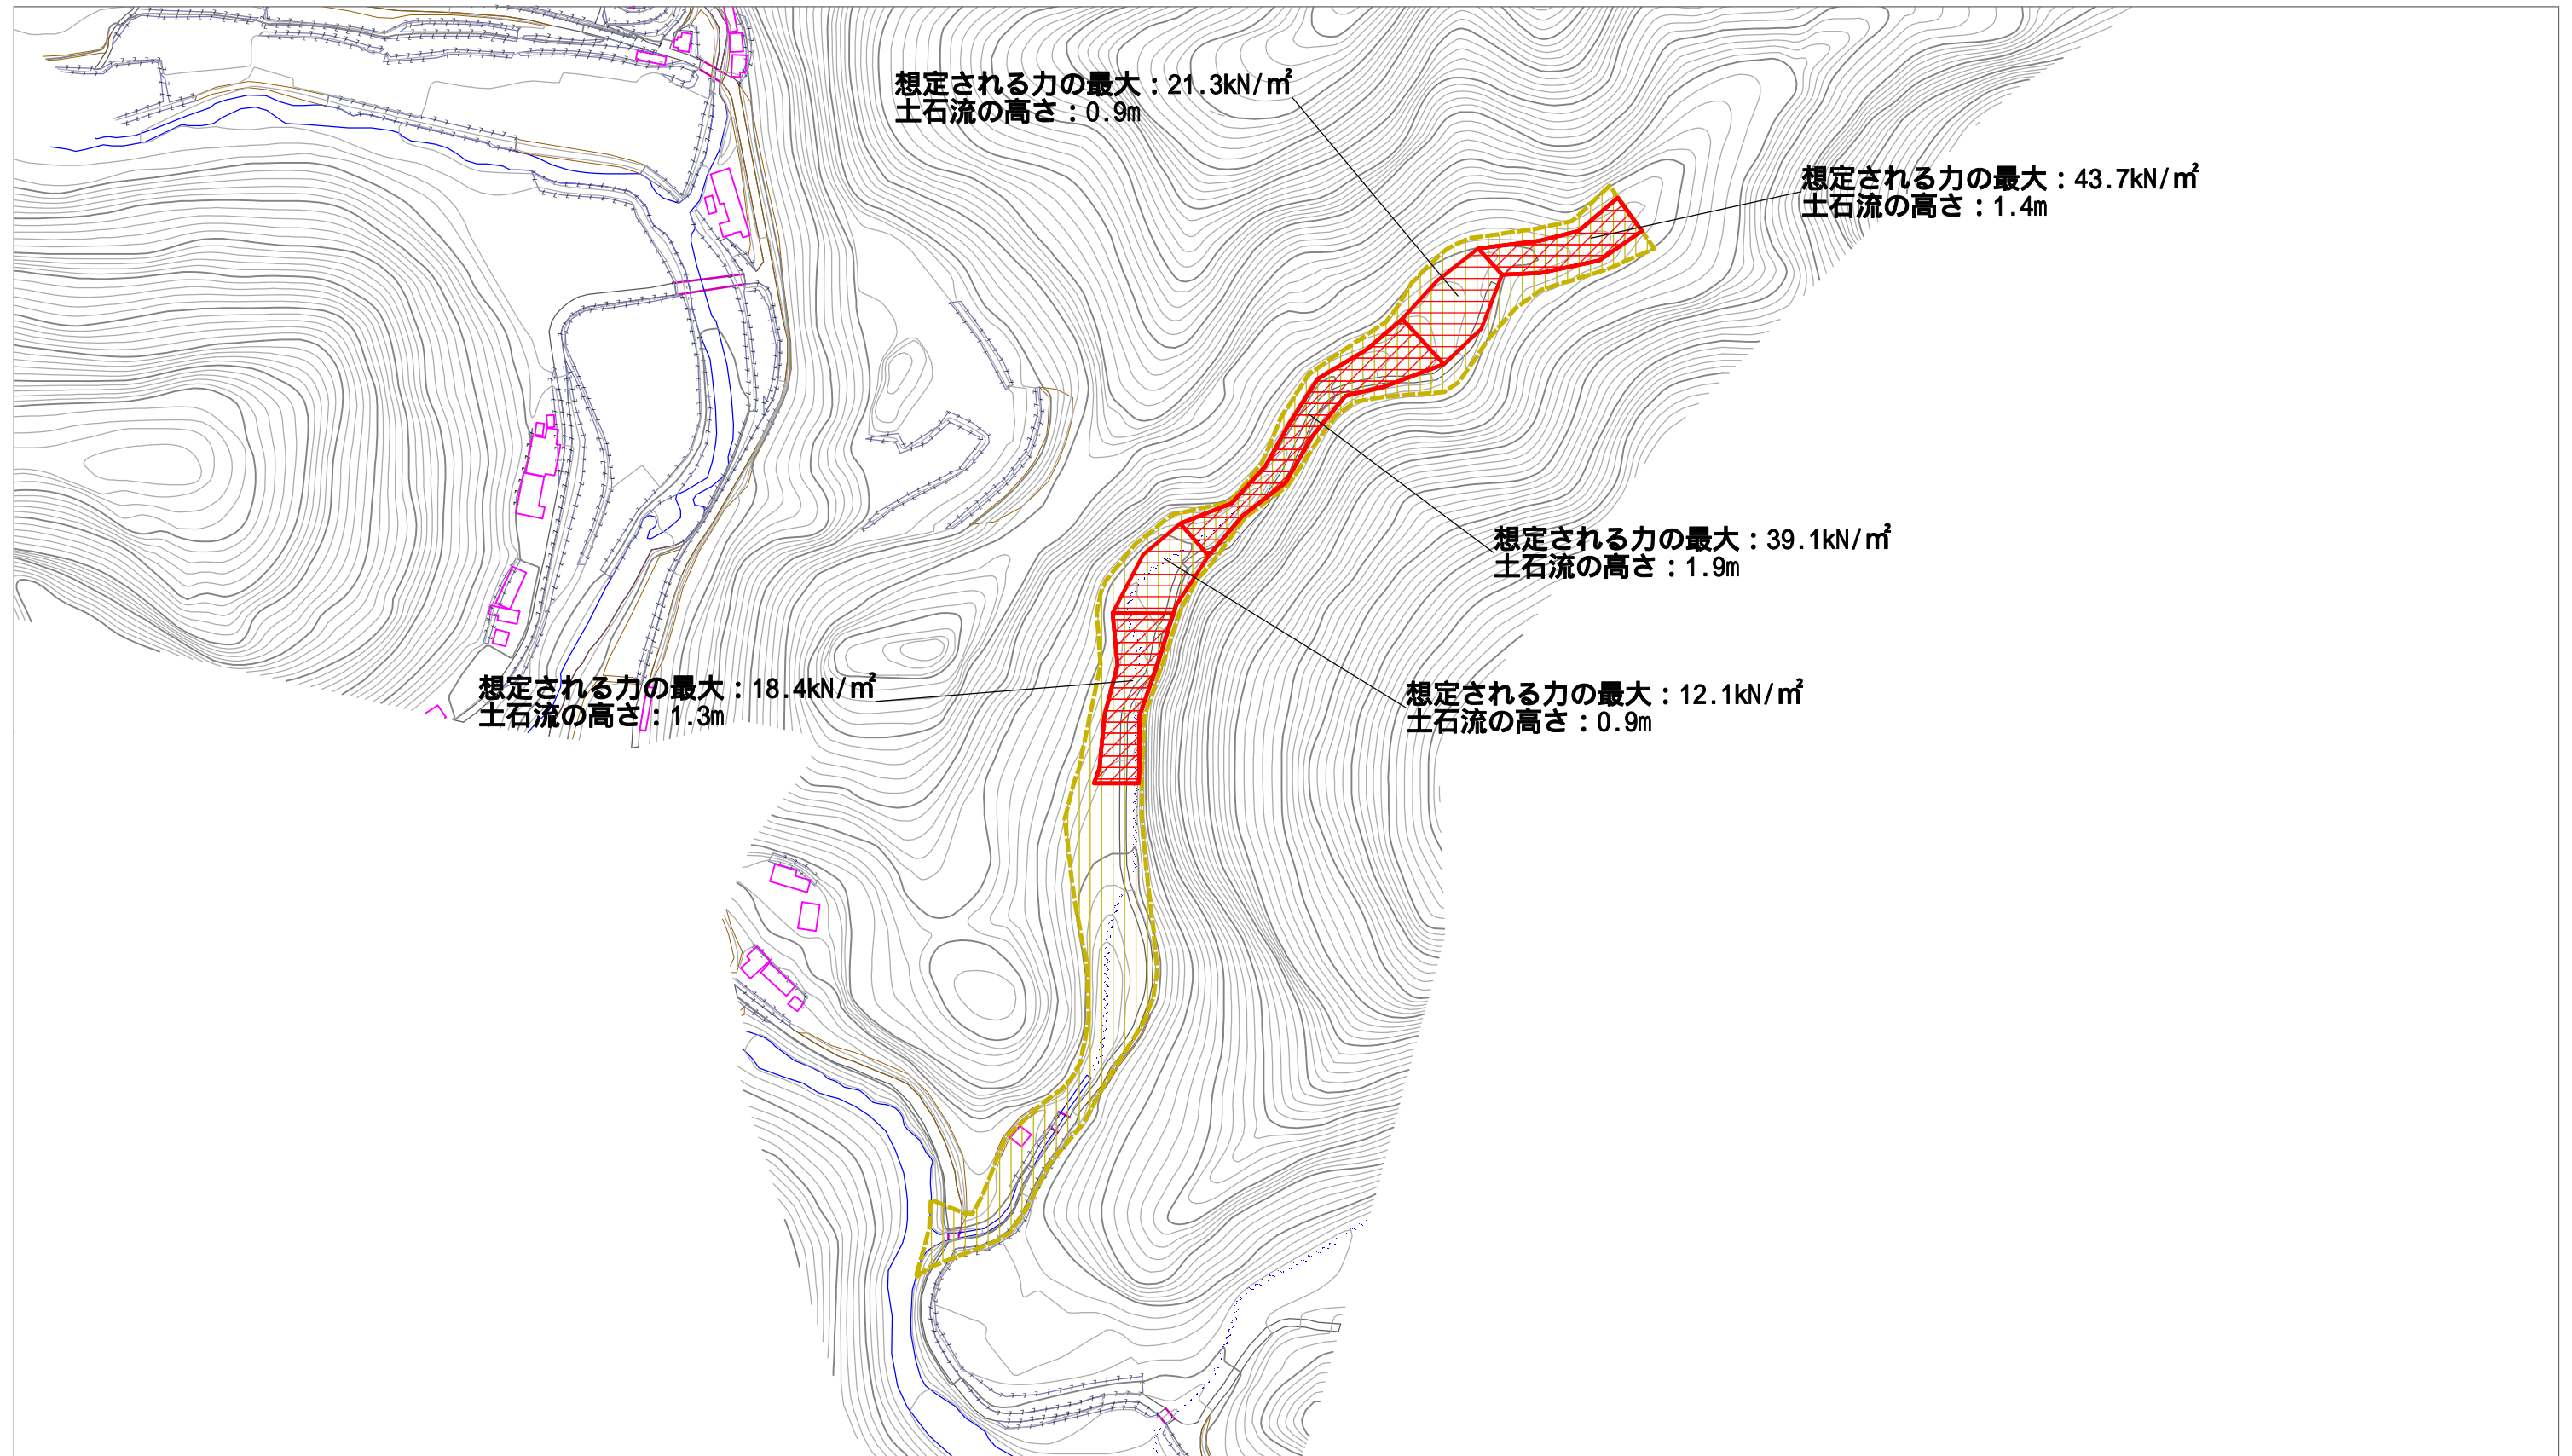 想定される力の最大：21.3kN/㎡
土石流の高さ：0.9m
想定される力の最大：43.7kN/㎡
土石流の高さ：1.4m
想定される力の最大：39.1kN/㎡
土石流の高さ：1.9m
想定される力の最大：18.4kN/㎡
土石流の高さ：1.3m
想定される力の最大：12.1kN/㎡
土石流の高さ：0.9m